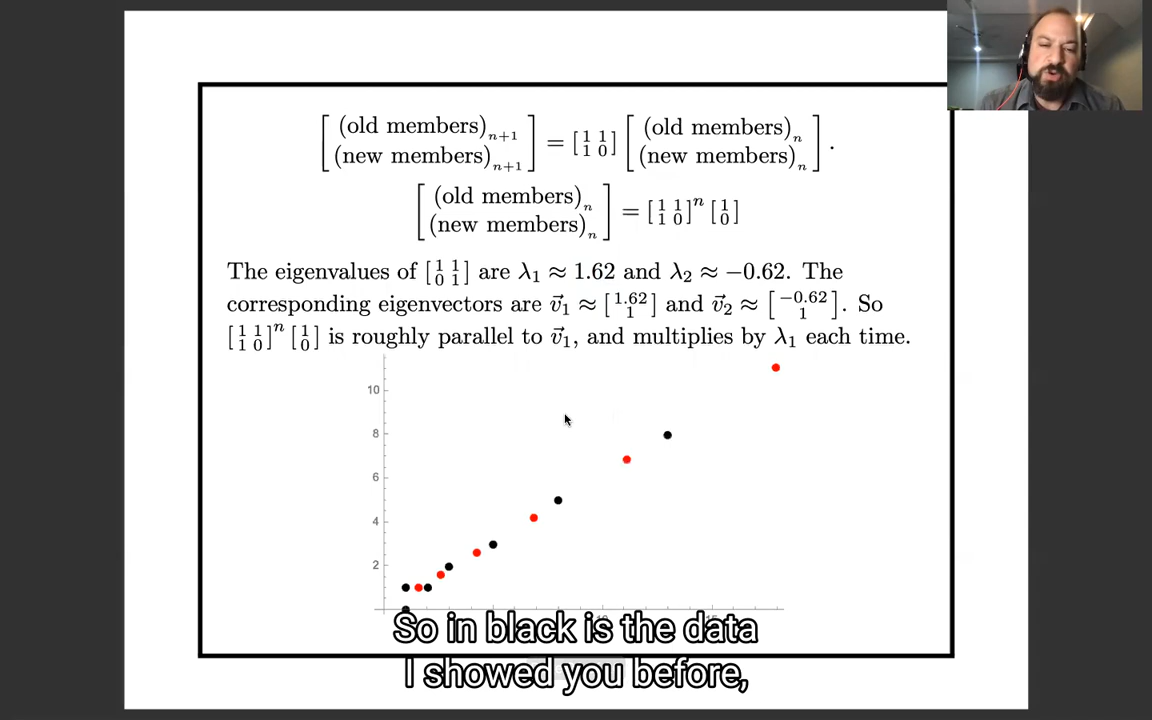 [ (old members)ₙ₊₁ (new members)ₙ₊₁ ] = [ 1 1 1 0 ] [ (old members)ₙ (new members)ₙ ] .
[ (old members)ₙ (new members)ₙ ] = [ 1 1 1 0 ]ⁿ [ 1 0 ]
The eigenvalues of [ 1 1 0 1 ] are λ₁ ≈ 1.62 and λ₂ ≈ −0.62. The
corresponding eigenvectors are v⃗₁ ≈ [ 1.62 1 ] and v⃗₂ ≈ [ −0.62 1 ]. So
[ 1 1 1 0 ]ⁿ [ 1 0 ] is roughly parallel to v⃗₁, and multiplies by λ₁ each time.
10
8
6
4
2
So in black is the data
I showed you before,